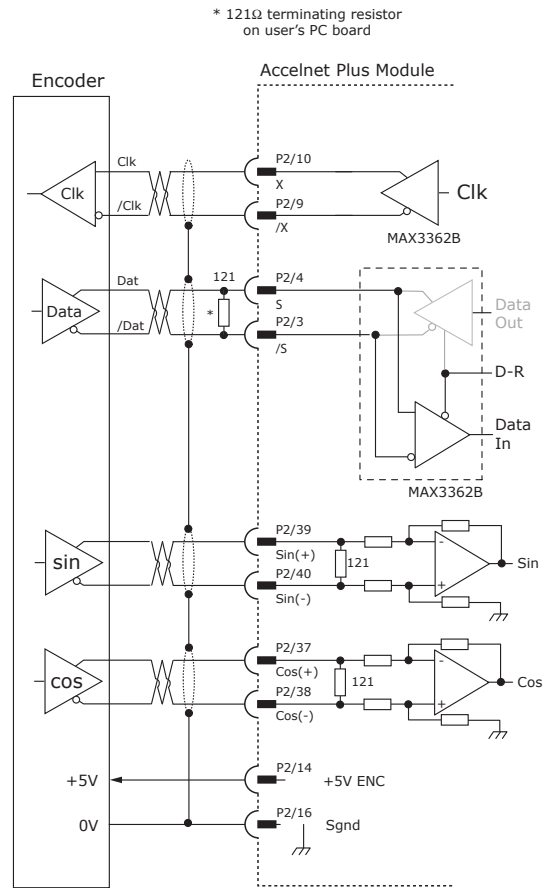 * 121Ω terminating resistor
on user's PC board
Encoder
Accelnet Plus Module
Clk
Clk
/Clk
P2/10
X
P2/9
/X
Clk
MAX3362B
Data
Dat
/Dat
121
*
P2/4
S
P2/3
/S
Data
Out
D-R
Data
In
MAX3362B
sin
P2/39
Sin(+)
P2/40
Sin(-)
121
-
+
Sin
cos
P2/37
Cos(+)
P2/38
Cos(-)
121
-
+
Cos
+5V
P2/14
+5V ENC
0V
P2/16
Sgnd